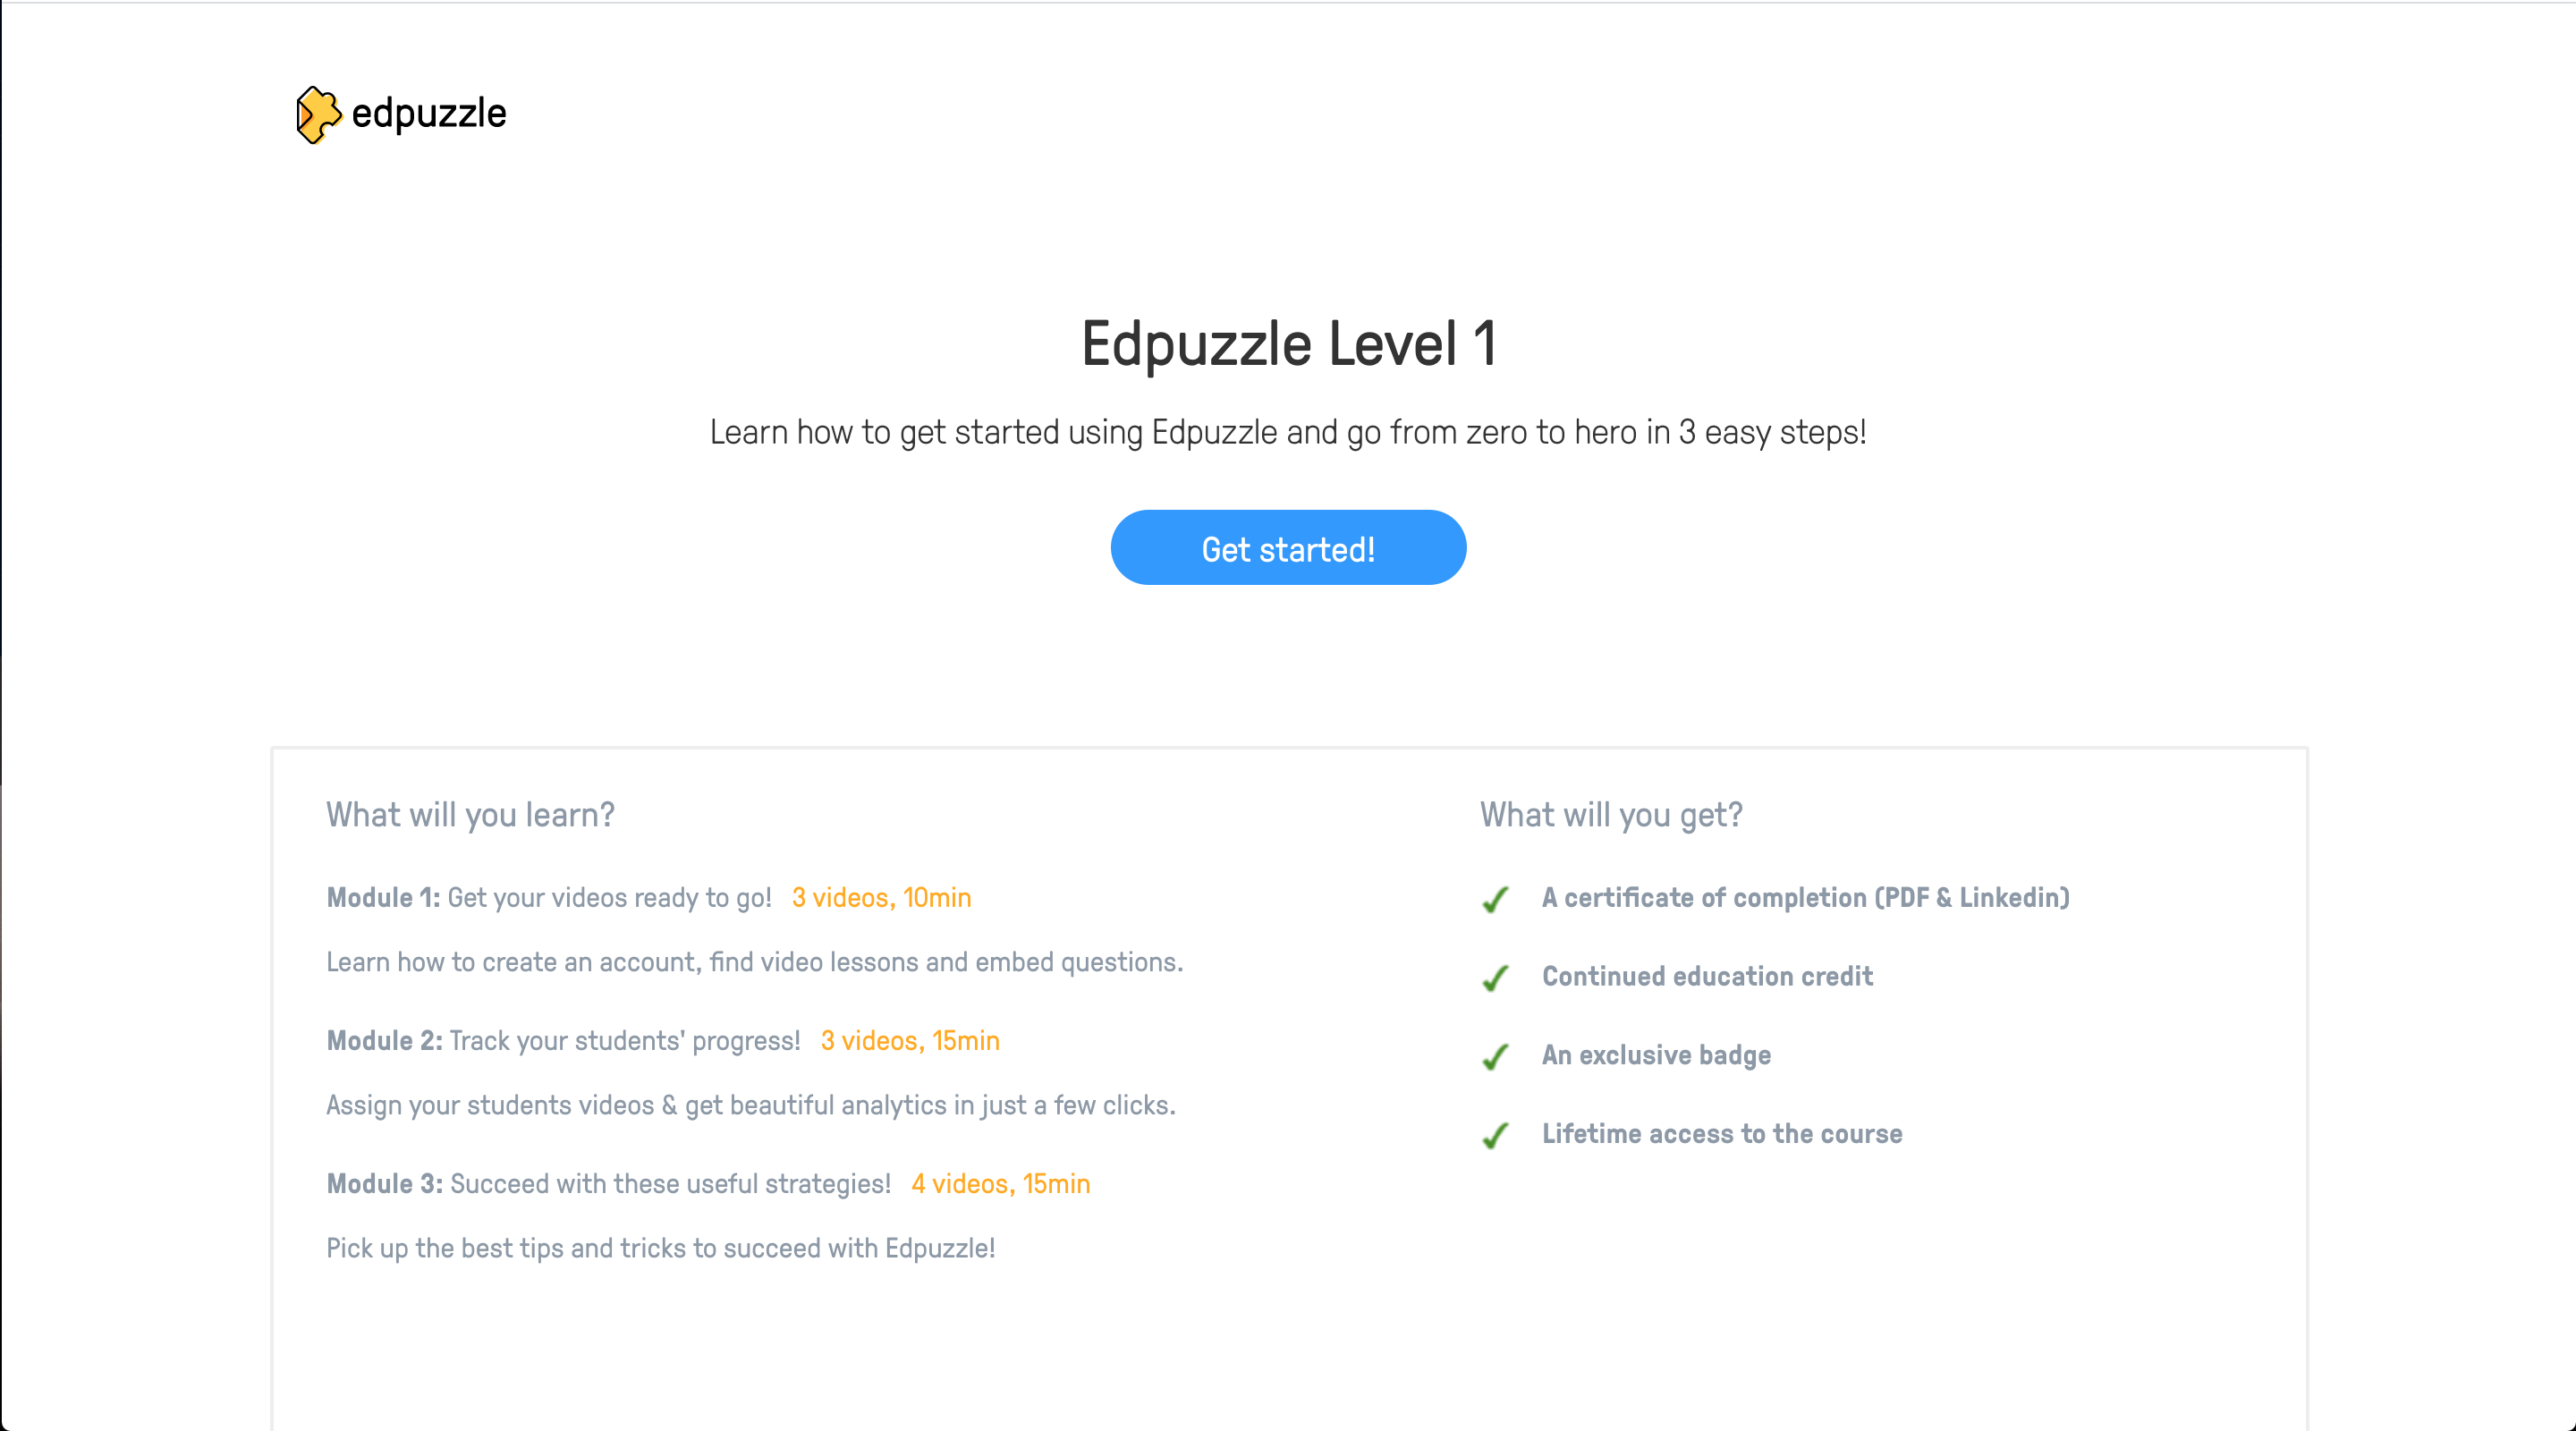 edpuzzle
Edpuzzle Level 1
Learn how to get started using Edpuzzle and go from zero to hero in 3 easy steps!
Get started!
What will you learn?
Module 1: Get your videos ready to go! 3 videos, 10min
Learn how to create an account, find video lessons and embed questions.
Module 2: Track your students' progress! 3 videos, 15min
Assign your students videos & get beautiful analytics in just a few clicks.
Module 3: Succeed with these useful strategies! 4 videos, 15min
Pick up the best tips and tricks to succeed with Edpuzzle!
What will you get?
A certificate of completion (PDF & Linkedin)
Continued education credit
An exclusive badge
Lifetime access to the course